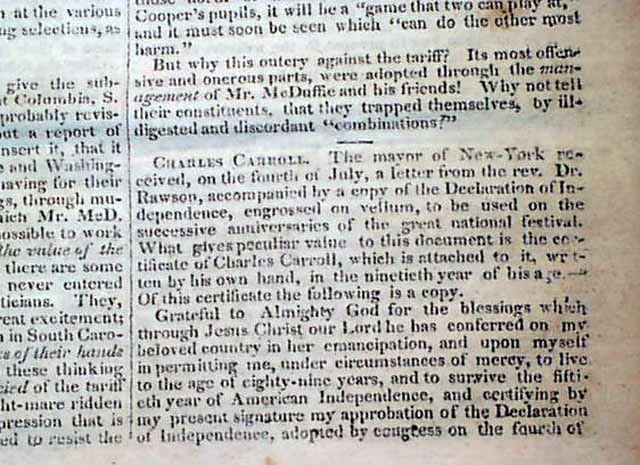 at the various
ng selections, as
give the sub-
t Columbia, S.
probably revis-
out a report of
insert it, that it
e and Washing-
naving for their
gs, through mu-
hich Mr. McD.
possible to work
the value of the
there are some
never entered
ticians. They,
reat excitement;
n in South Caro-
s of their hands
these thinking
cied of the tariff
ht-mare ridden
pression that is
ed to resist the
Cooper's pupils, it will be a "game that two can play at,"
and it must soon be seen which "can do the other most
harm."
But why this outcry against the tariff? Its most offen-
sive and onerous parts, were adopted through the man-
agement of Mr. McDuffie and his friends! Why not tell
their constituents, that they trapped themselves, by ill-
digested and discordant "combinations?"
CHARLES CARROLL. The mayor of New-York re-
ceived, on the fourth of July, a letter from the rev. Dr.
Rawson, accompanied by a copy of the Declaration of In-
dependence, engrossed on vellum, to be used on the
successive anniversaries of the great national festival.
What gives peculiar value to this document is the cer-
tificate of Charles Carroll, which is attached to it, writ-
ten by his own hand, in the ninetieth year of his age.—
Of this certificate the following is a copy.
Grateful to Almighty God for the blessings which
through Jesus Christ our Lord he has conferred on my
beloved country in her emancipation, and upon myself
in permitting me, under circumstances of mercy, to live
to the age of eighty-nine years, and to survive the fifti-
eth year of American Independence, and certifying by
my present signature my approbation of the Declaration
of Independence, adopted by congress on the fourth of